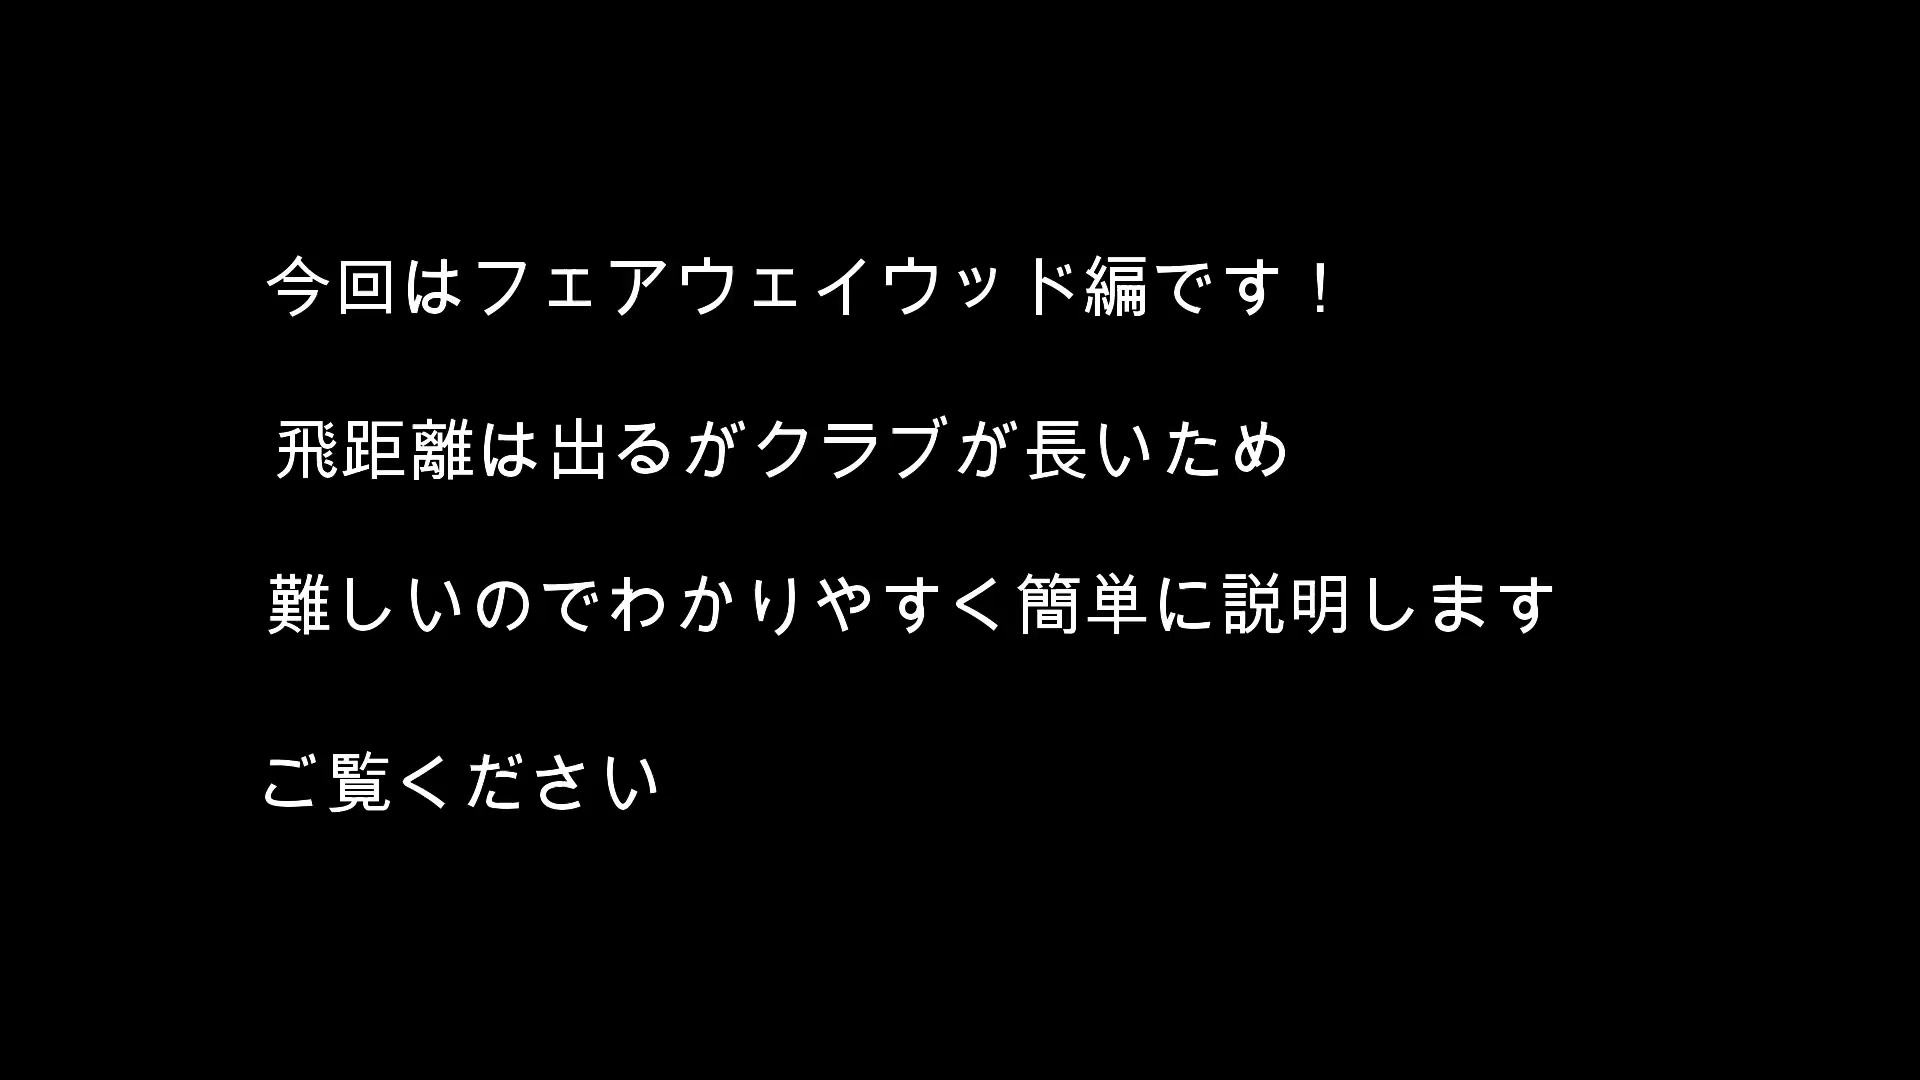 今回はフェアウェイウッド編です！
飛距離は出るがクラブが長いため
難しいのでわかりやすく簡単に説明します
ご覧ください